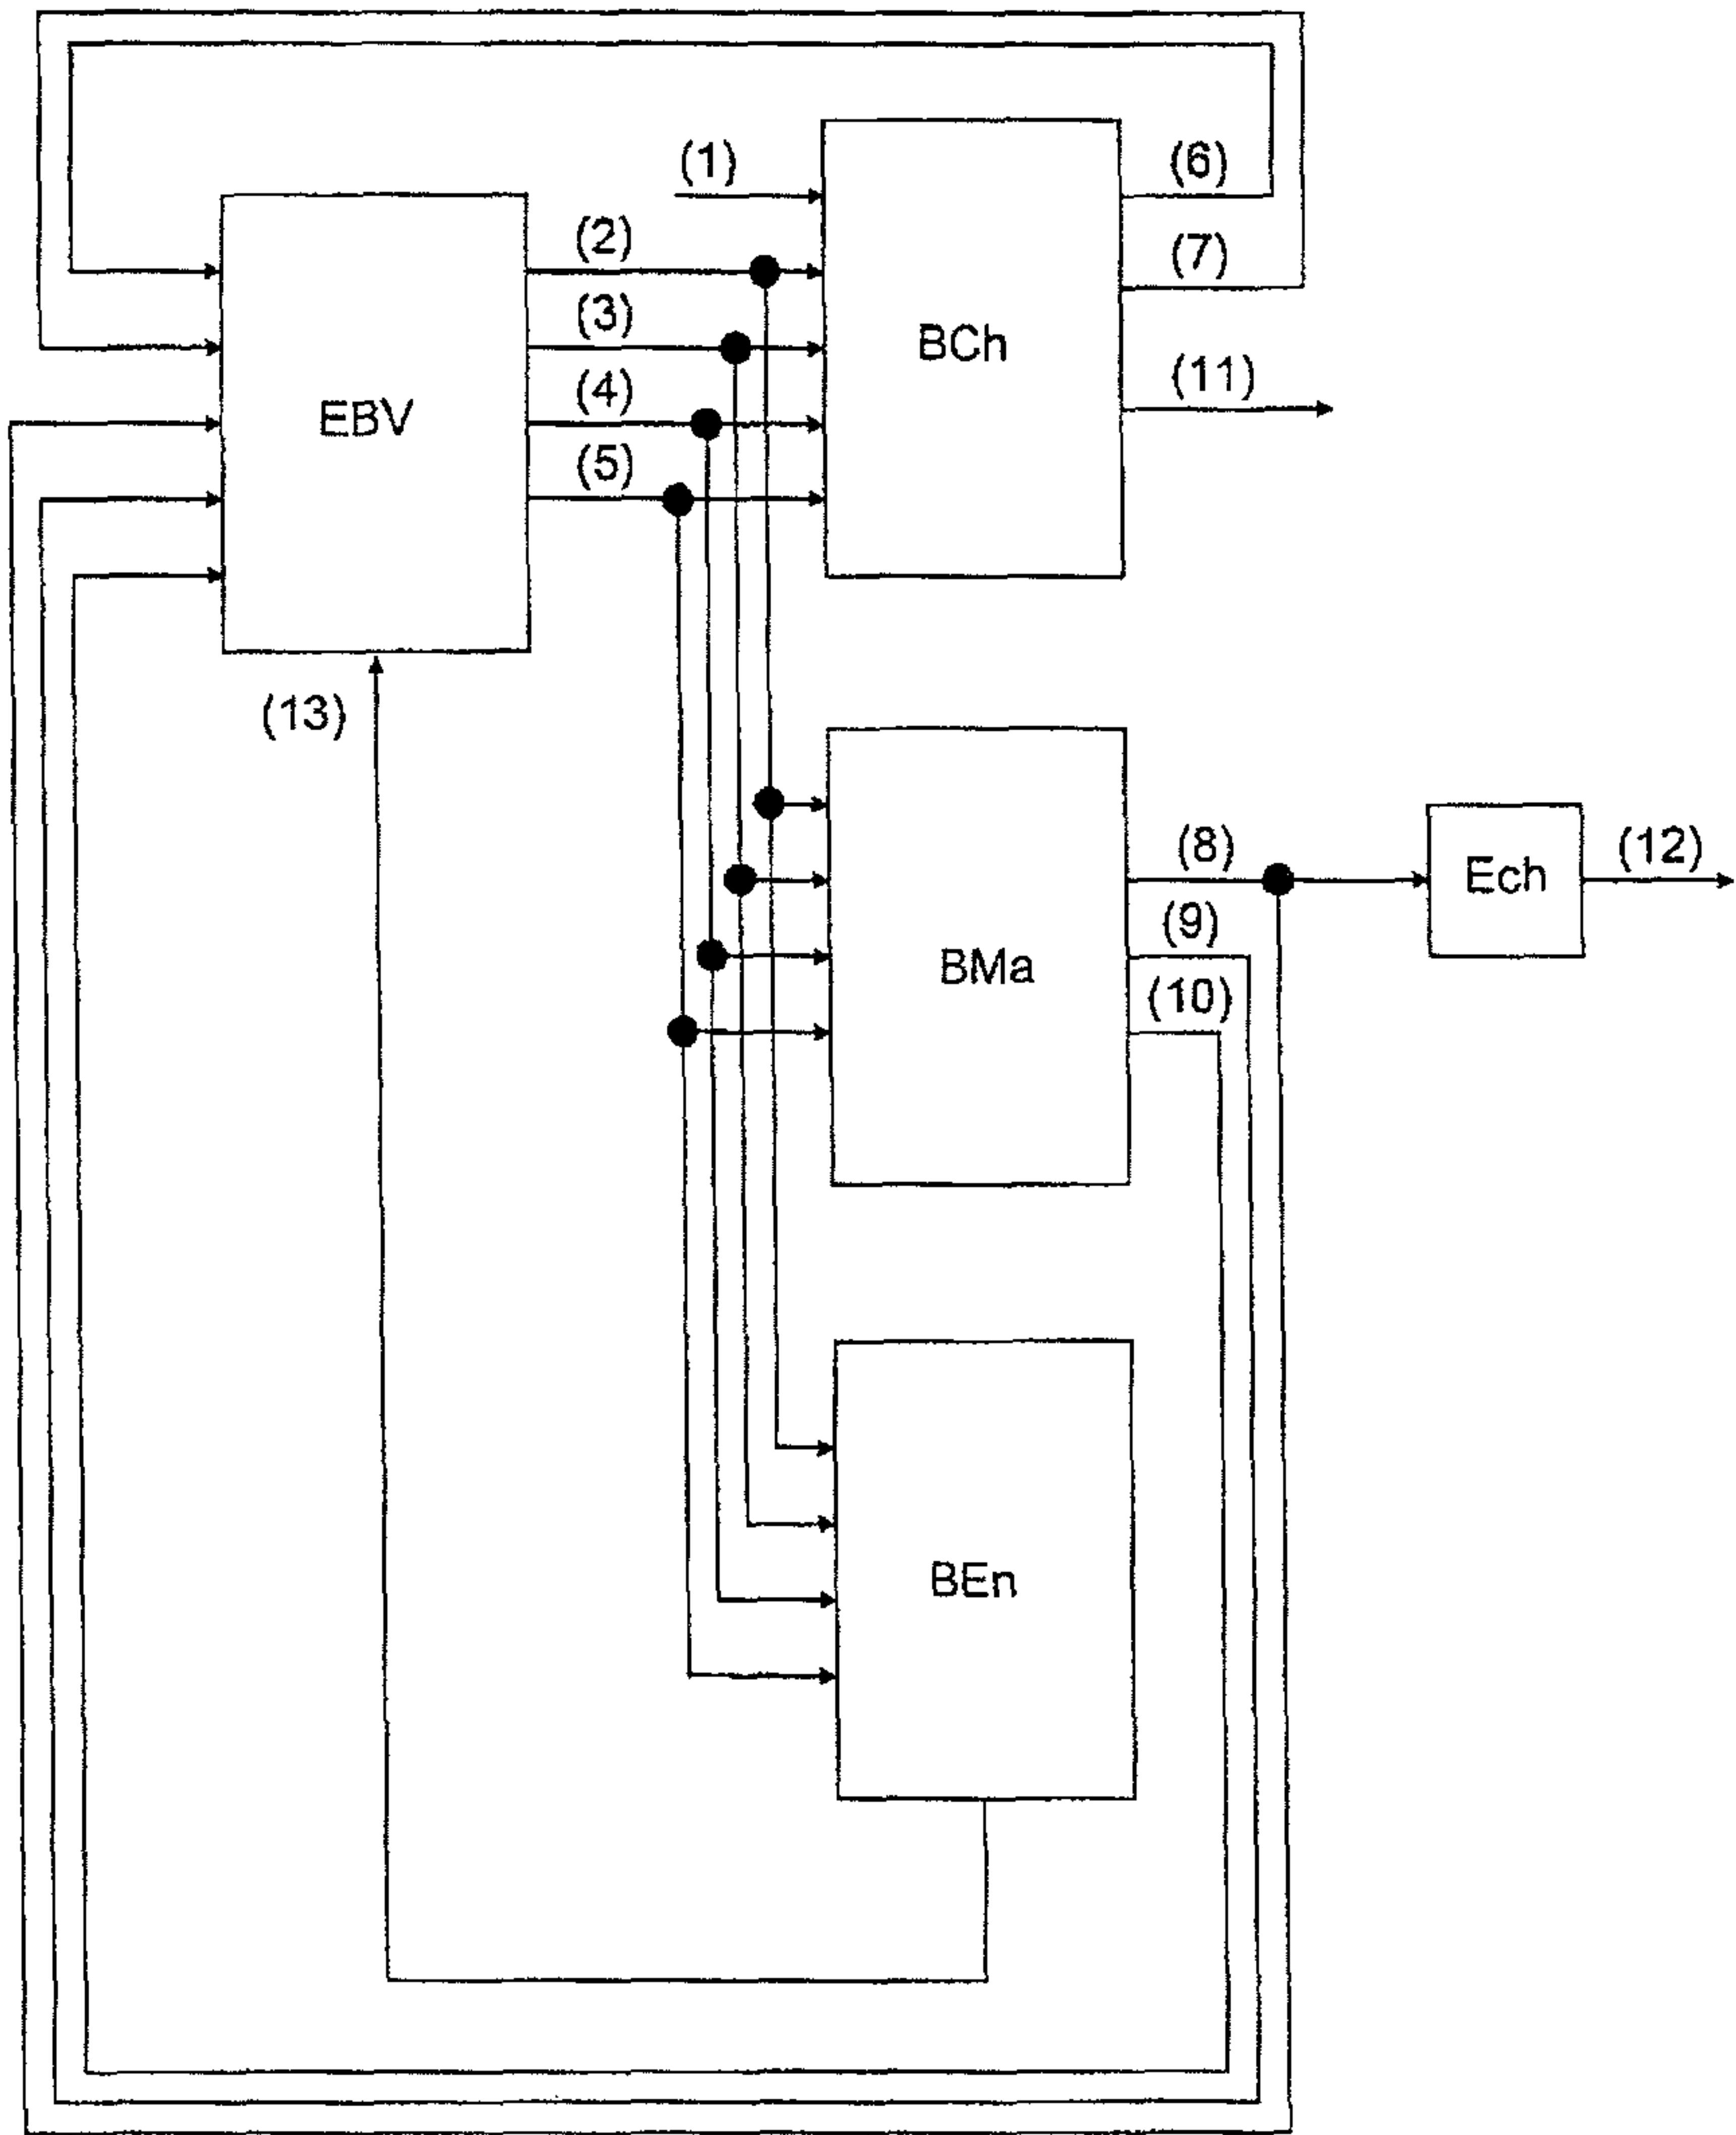 (1)
(6)
(2)
(7)
(3)
BCh
(4)
(11)
EBV
(5)
(13)
(8)
Ech
(12)
(9)
BMa
(10)
BEn